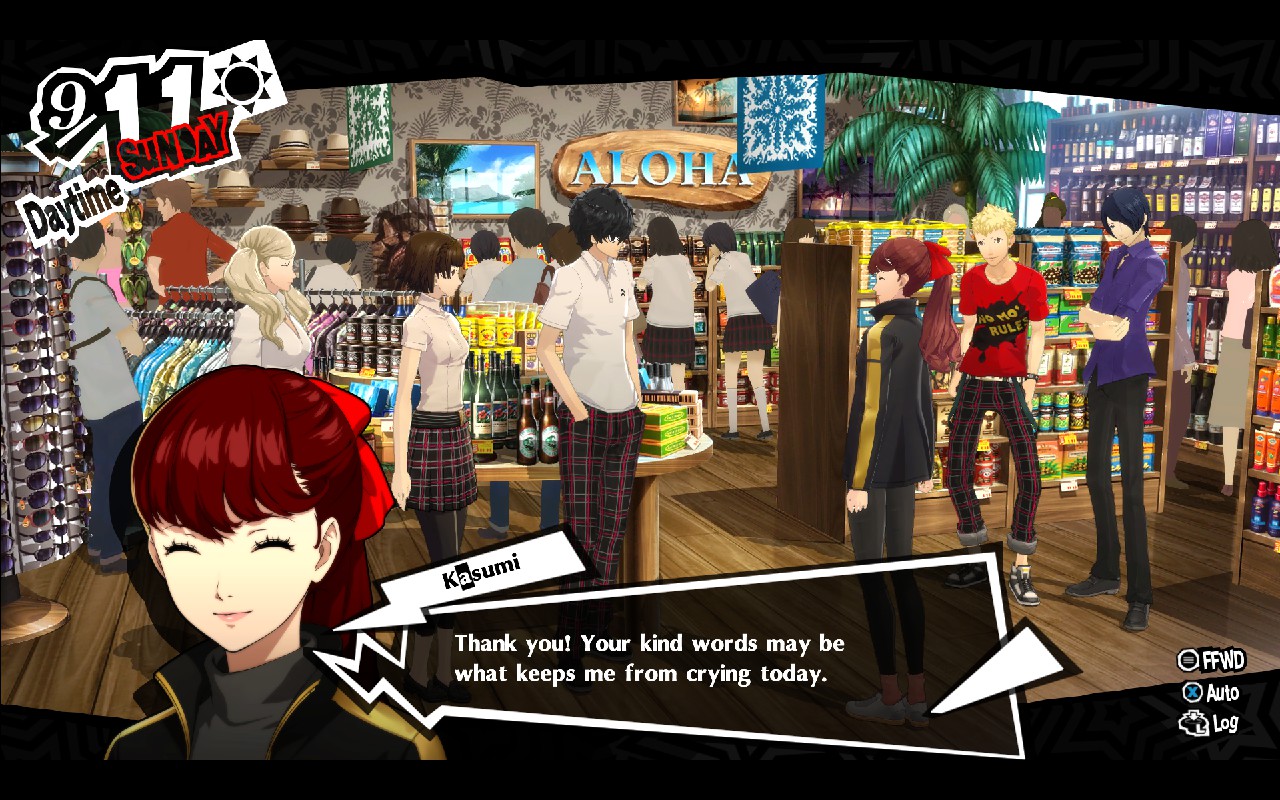 9/11
SUNDAY
Daytime
ALOHA
NO MO'
RULES
Kasumi
Thank you! Your kind words may be
what keeps me from crying today.
FFWD
Auto
Log